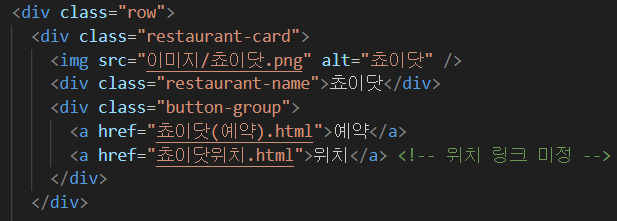 <div class="row">
<div class="restaurant-card">
<img src="이미지/쵸이닷.png" alt="쵸이닷" />
<div class="restaurant-name">쵸이닷</div>
<div class="button-group">
<a href="쵸이닷(예약).html">예약</a>
<a href="쵸이닷위치.html">위치</a> <!-- 위치 링크 미정 -->
</div>
</div>